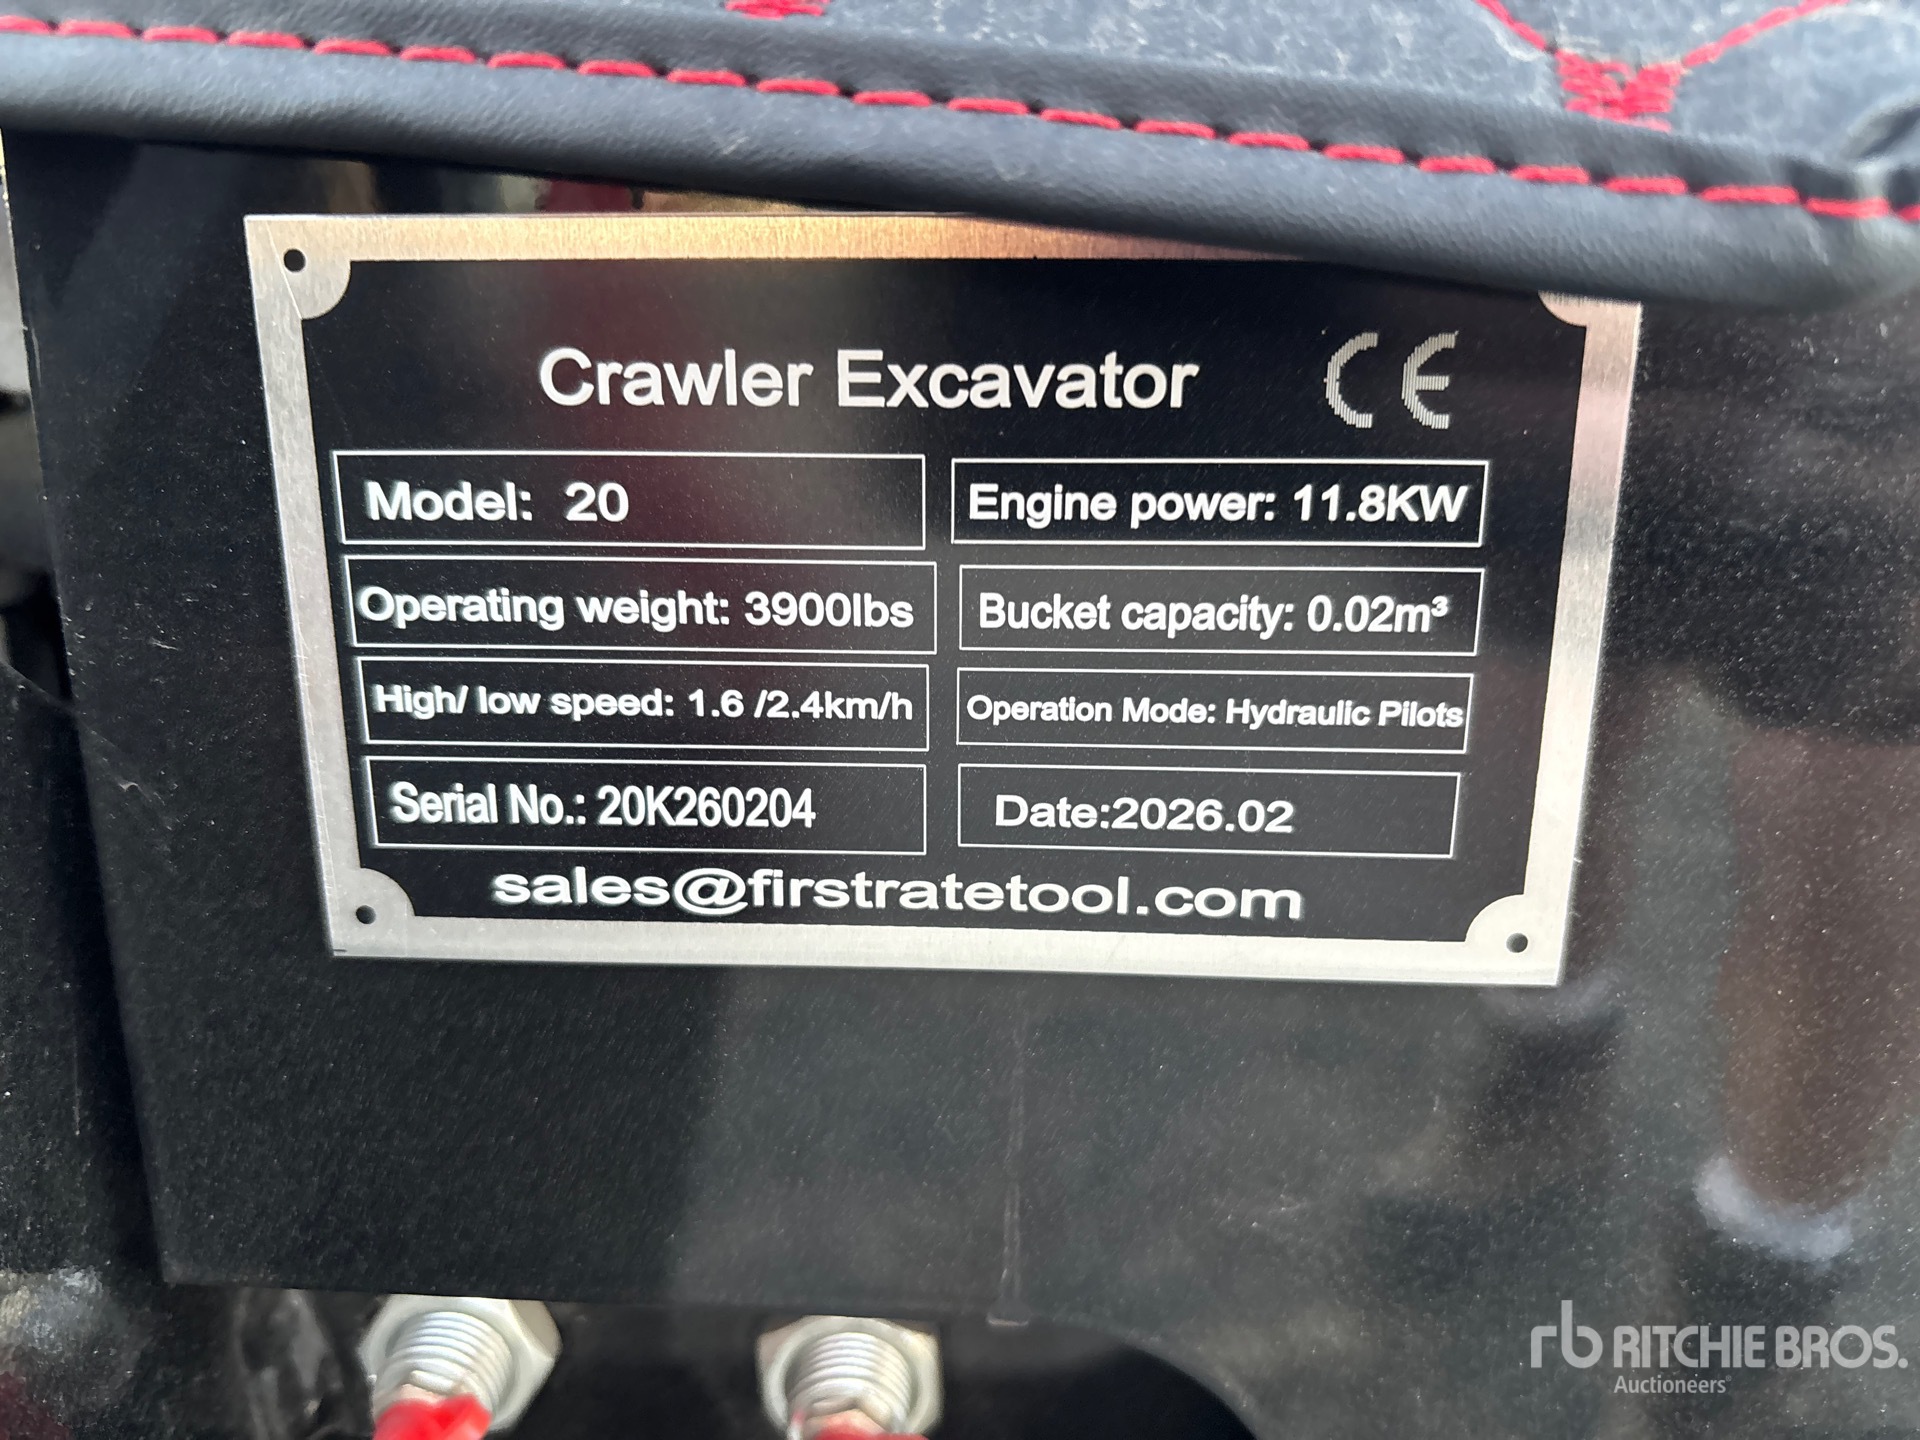 Crawler Excavator CE
Model: 20
Engine power: 11.8KW
Operating weight: 3900lbs
Bucket capacity: 0.02m³
High/ low speed: 1.6 /2.4km/h
Operation Mode: Hydraulic Pilots
Serial No.: 20K260204
Date:2026.02
sales@firstratetool.com
rb RITCHIE BROS.
Auctioneers